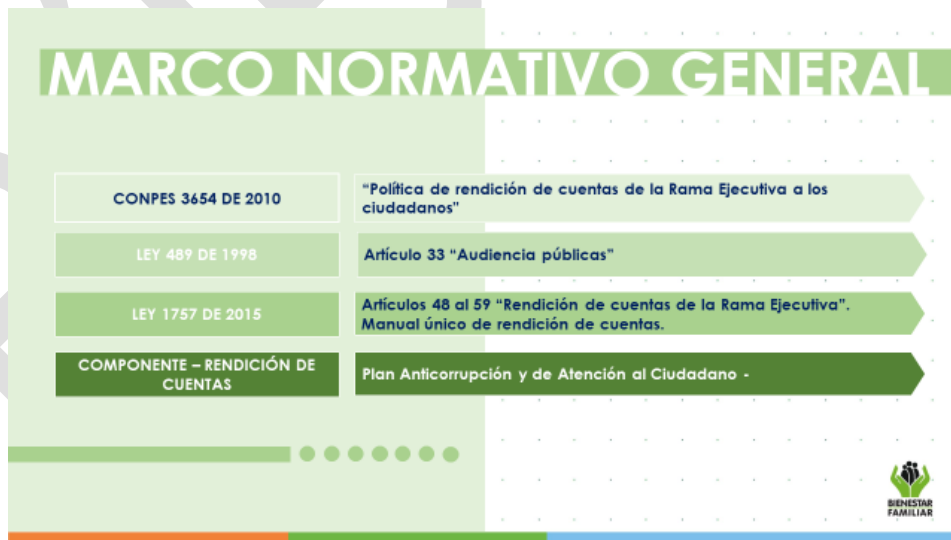 MARCO NORMATIVO GENERAL
CONPES 3654 DE 2010
“Política de rendición de cuentas de la Rama Ejecutiva a los
ciudadanos”
LEY 489 DE 1998
Artículo 33 “Audiencia públicas”
LEY 1757 DE 2015
Artículos 48 al 59 “Rendición de cuentas de la Rama Ejecutiva”.
Manual único de rendición de cuentas.
COMPONENTE – RENDICIÓN DE
CUENTAS
Plan Anticorrupción y de Atención al Ciudadano -
BIENESTAR
FAMILIAR